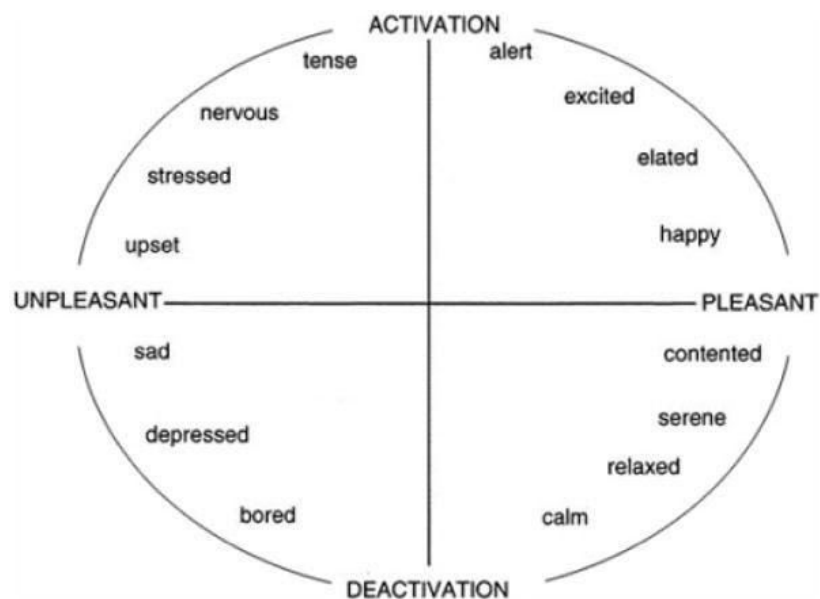 ACTIVATION
tense
alert
excited
nervous
elated
stressed
happy
upset
UNPLEASANT
PLEASANT
sad
contented
serene
depressed
relaxed
bored
calm
DEACTIVATION